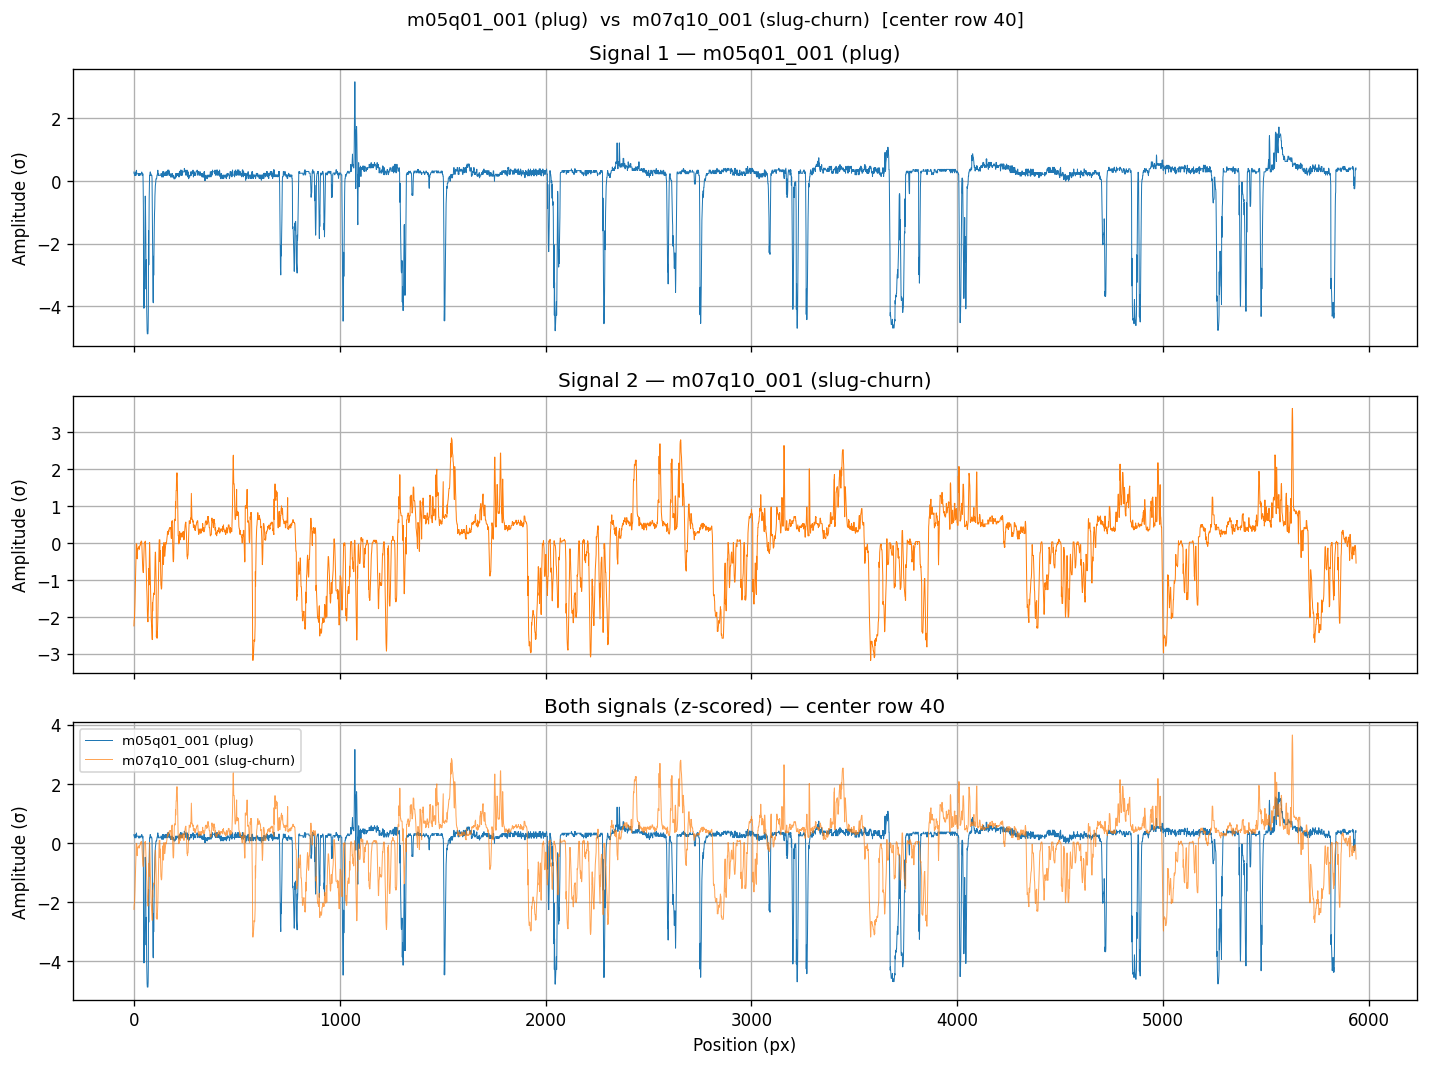 m05q01_001 (plug)  vs  m07q10_001 (slug-churn)  [center row 40]
Signal 1 — m05q01_001 (plug)
Amplitude (σ)
2
0
−2
−4
Signal 2 — m07q10_001 (slug-churn)
Amplitude (σ)
3
2
1
0
−1
−2
−3
Both signals (z-scored) — center row 40
Amplitude (σ)
4
2
0
−2
−4
m05q01_001 (plug)
m07q10_001 (slug-churn)
0 1000 2000 3000 4000 5000 6000
Position (px)